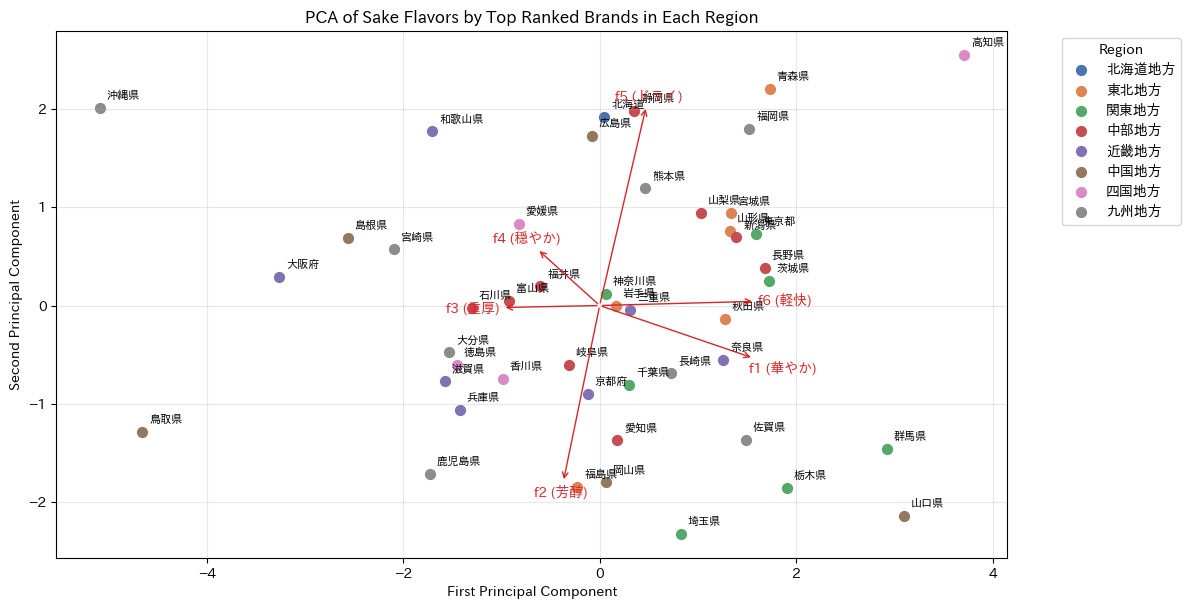 PCA of Sake Flavors by Top Ranked Brands in Each Region
高知県
青森県
沖縄県
f5 (ドライ)
静岡県
北海道
福岡県
和歌山県
広島県
熊本県
山梨県
宮城県
愛媛県
山形県
新潟県
東京都
島根県
宮崎県
f4 (穏やか)
大阪府
長野県
茨城県
福井県
神奈川県
富山県
石川県
岩手県
三重県
f3 (重厚)
f6 (軽快)
秋田県
大分県
徳島県
滋賀県
香川県
岐阜県
長崎県
奈良県
f1 (華やか)
京都府
千葉県
兵庫県
鳥取県
愛知県
佐賀県
群馬県
鹿児島県
福島県
岡山県
f2 (芳醇)
栃木県
山口県
埼玉県
2
1
0
−1
−2
Second Principal Component
−4
−2
0
2
4
First Principal Component
Region
北海道地方
東北地方
関東地方
中部地方
近畿地方
中国地方
四国地方
九州地方